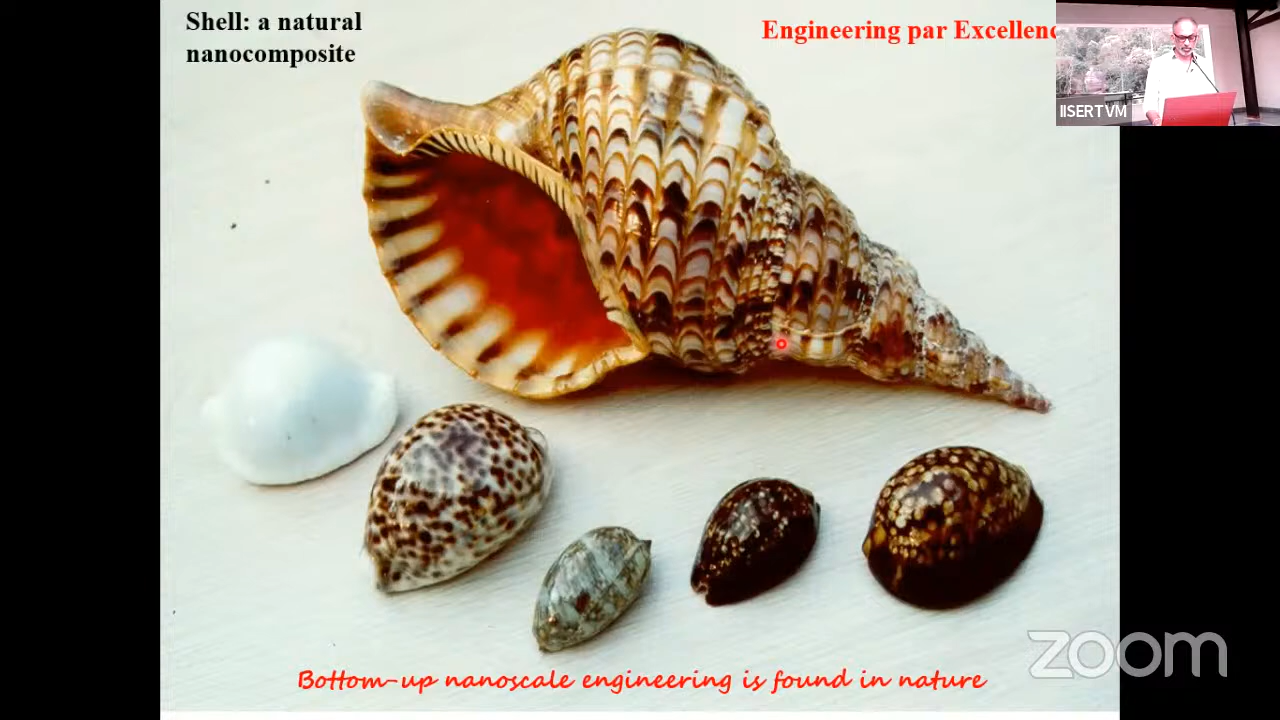 Shell: a natural
nanocomposite
Engineering par Excellenc
IISERTVM
Bottom-up nanoscale engineering is found in nature
zoom